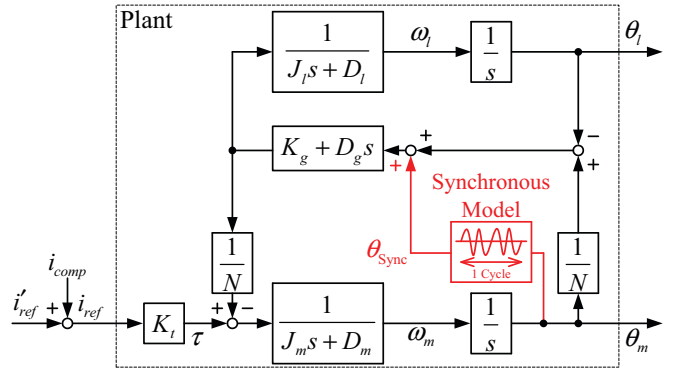 Plant
1
J_l s + D_l
ω_l
1
s
θ_l
K_g + D_g s
+
+
−
+
Synchronous
Model
θ_Sync
1 Cycle
1
N
1
N
i_comp
i'_ref
+
i_ref
K_t
τ
+
−
1
J_m s + D_m
ω_m
1
s
θ_m